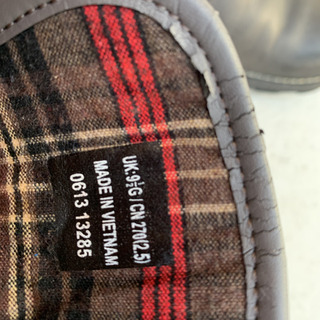 UK:9½G / CN 270(2.5)
MADE IN VIETNAM
0613 13285